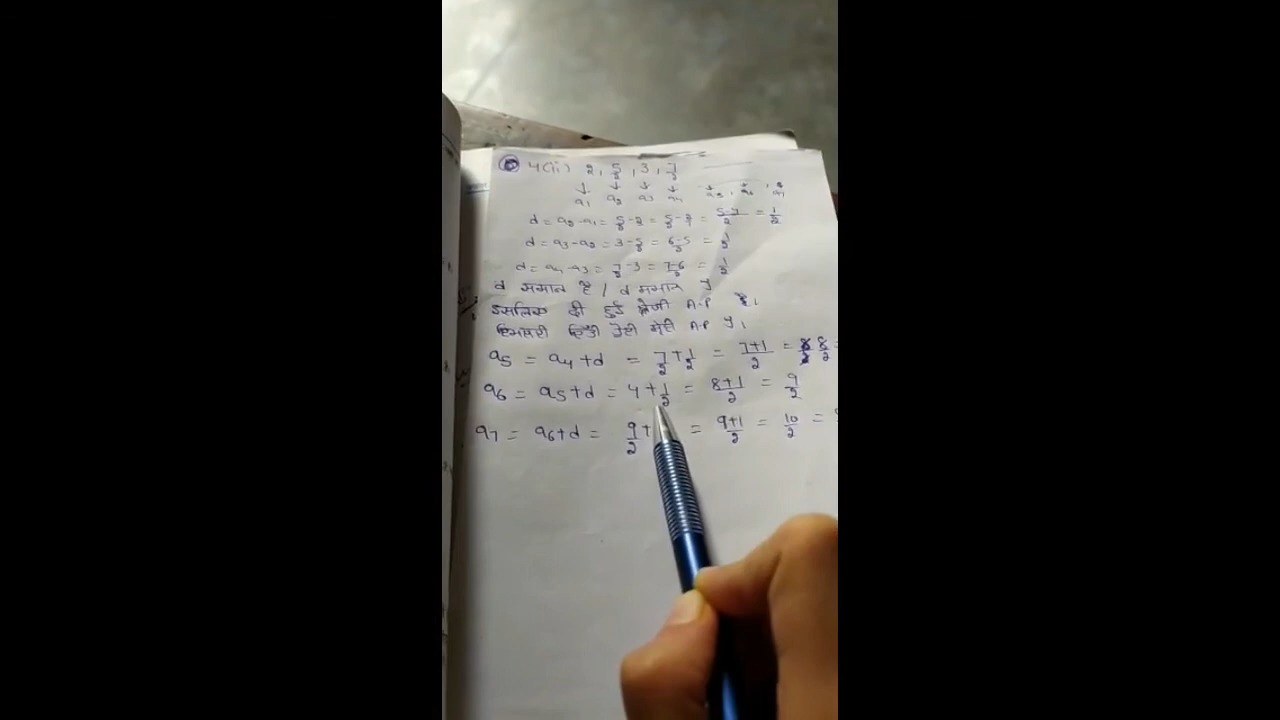 4(ii) 2, 5/2, 3, 7/2
↓ ↓ ↓ ↓ ↓
a1 a2 a3 a4 a5, a6, a7
d = a2-a1 = 5/2 - 2 = 5/2 - 2 = 5-4/2 = 1/2
d = a3-a2 = 3 - 5/2 = 6-5/2 = 1/2
d = a4-a3 = 7/2 - 3 = 7-6/2 = 1/2
d समान है / d समान
इसलिक दी हुई श्रेणी A.P है,
A.P
a5 = a4+d = 7/2 + 1/2 = 7+1/2 = 8/2 =
a6 = a5+d = 4 + 1/2 = 8+1/2 = 9/2
a7 = a6+d = 9/2 + = 9+1/2 = 10/2 =